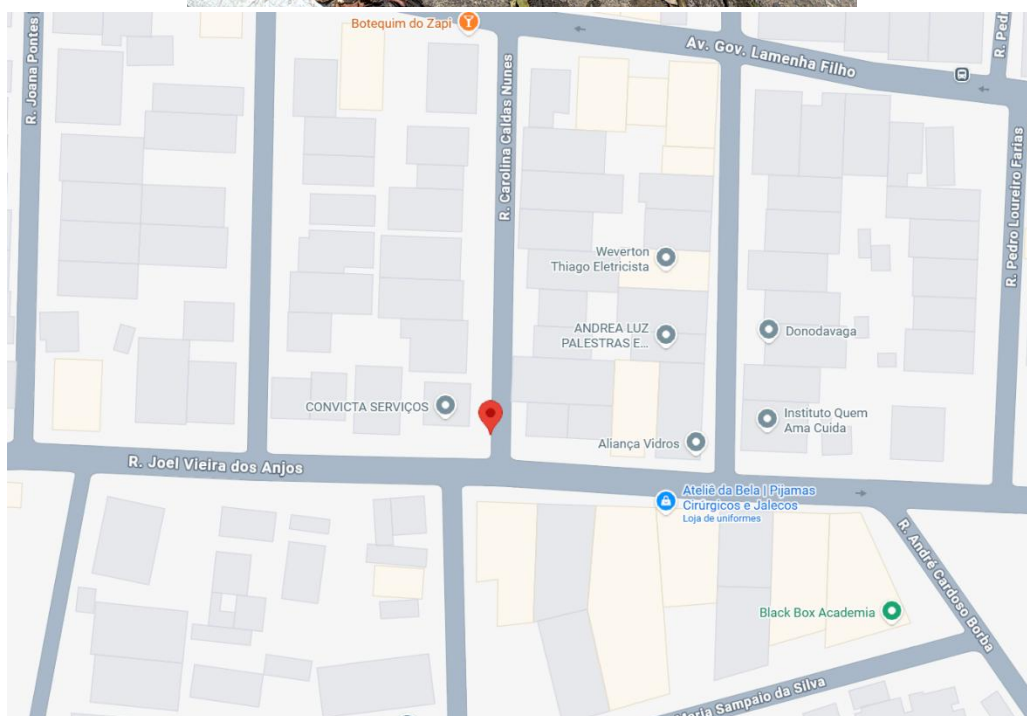 Botequim do Zapi
Av. Gov. Lamenha Filho
R. Joana Pontes
R. Carolina Caldas Nunes
R. Pedro Loureiro Farias
Weverton
Thiago Eletricista
ANDREA LUZ
PALESTRAS E...
Donodavaga
CONVICTA SERVIÇOS
Instituto Quem
Ama Cuida
Aliança Vidros
R. Joel Vieira dos Anjos
Ateliê da Bela | Pijamas
Cirúrgicos e Jalecos
Loja de uniformes
R. André Cardoso Borba
Black Box Academia
Maria Sampaio da Silva